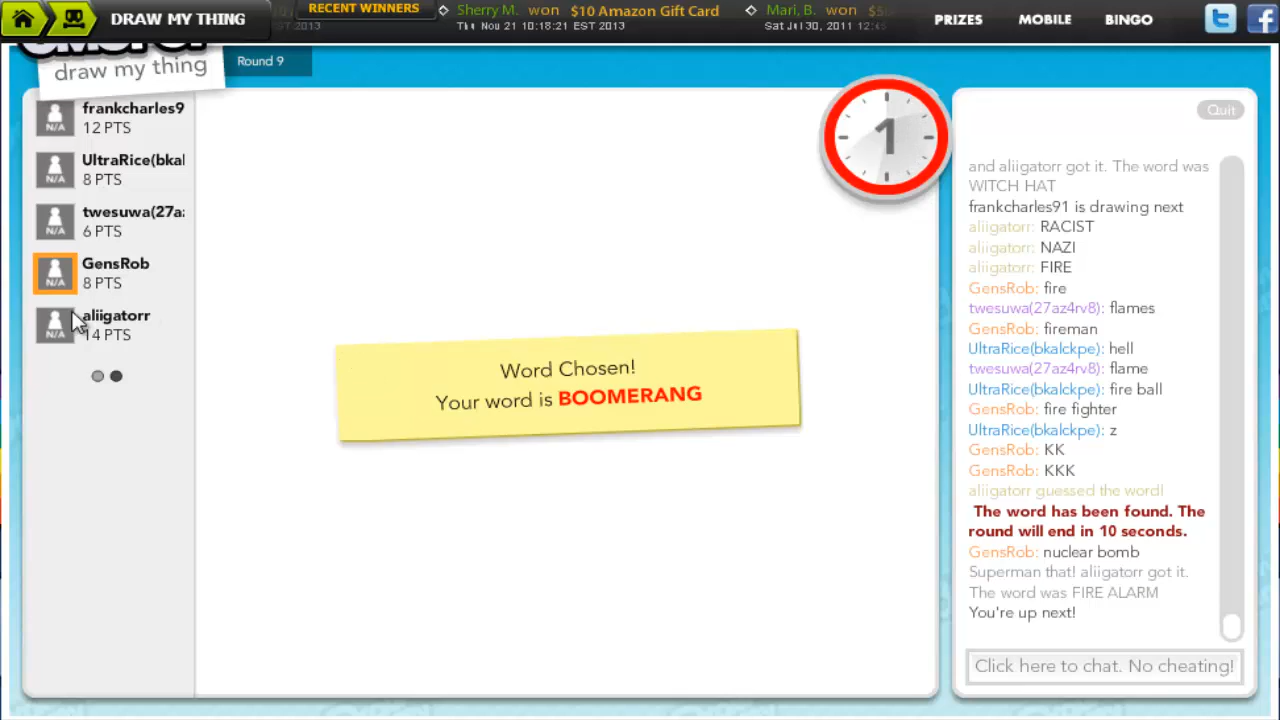 DRAW MY THING
RECENT WINNERS
Sherry M. won $10 Amazon Gift Card
Mari, B. won
EST 2013
Thu Nov 21 10:18:21 EST 2013
Sat Jul 30, 2011
PRIZES
MOBILE
BINGO
draw my thing
Round 9
frankcharles9
12 PTS
UltraRice(bkal
8 PTS
twesuwa(27a
6 PTS
GensRob
8 PTS
aliigatorr
14 PTS
N/A
N/A
N/A
N/A
N/A
1
Word Chosen!
Your word is BOOMERANG
Quit
and aliigatorr got it. The word was
WITCH HAT
frankcharles91 is drawing next
aliigatorr: RACIST
aliigatorr: NAZI
aliigatorr: FIRE
GensRob: fire
twesuwa(27az4rv8): flames
GensRob: fireman
UltraRice(bkalckpe): hell
twesuwa(27az4rv8): flame
UltraRice(bkalckpe): fire ball
GensRob: fire fighter
UltraRice(bkalckpe): z
GensRob: KK
GensRob: KKK
aliigatorr guessed the word!
The word has been found. The
round will end in 10 seconds.
GensRob: nuclear bomb
Superman that! aliigatorr got it.
The word was FIRE ALARM
You're up next!
Click here to chat. No cheating!